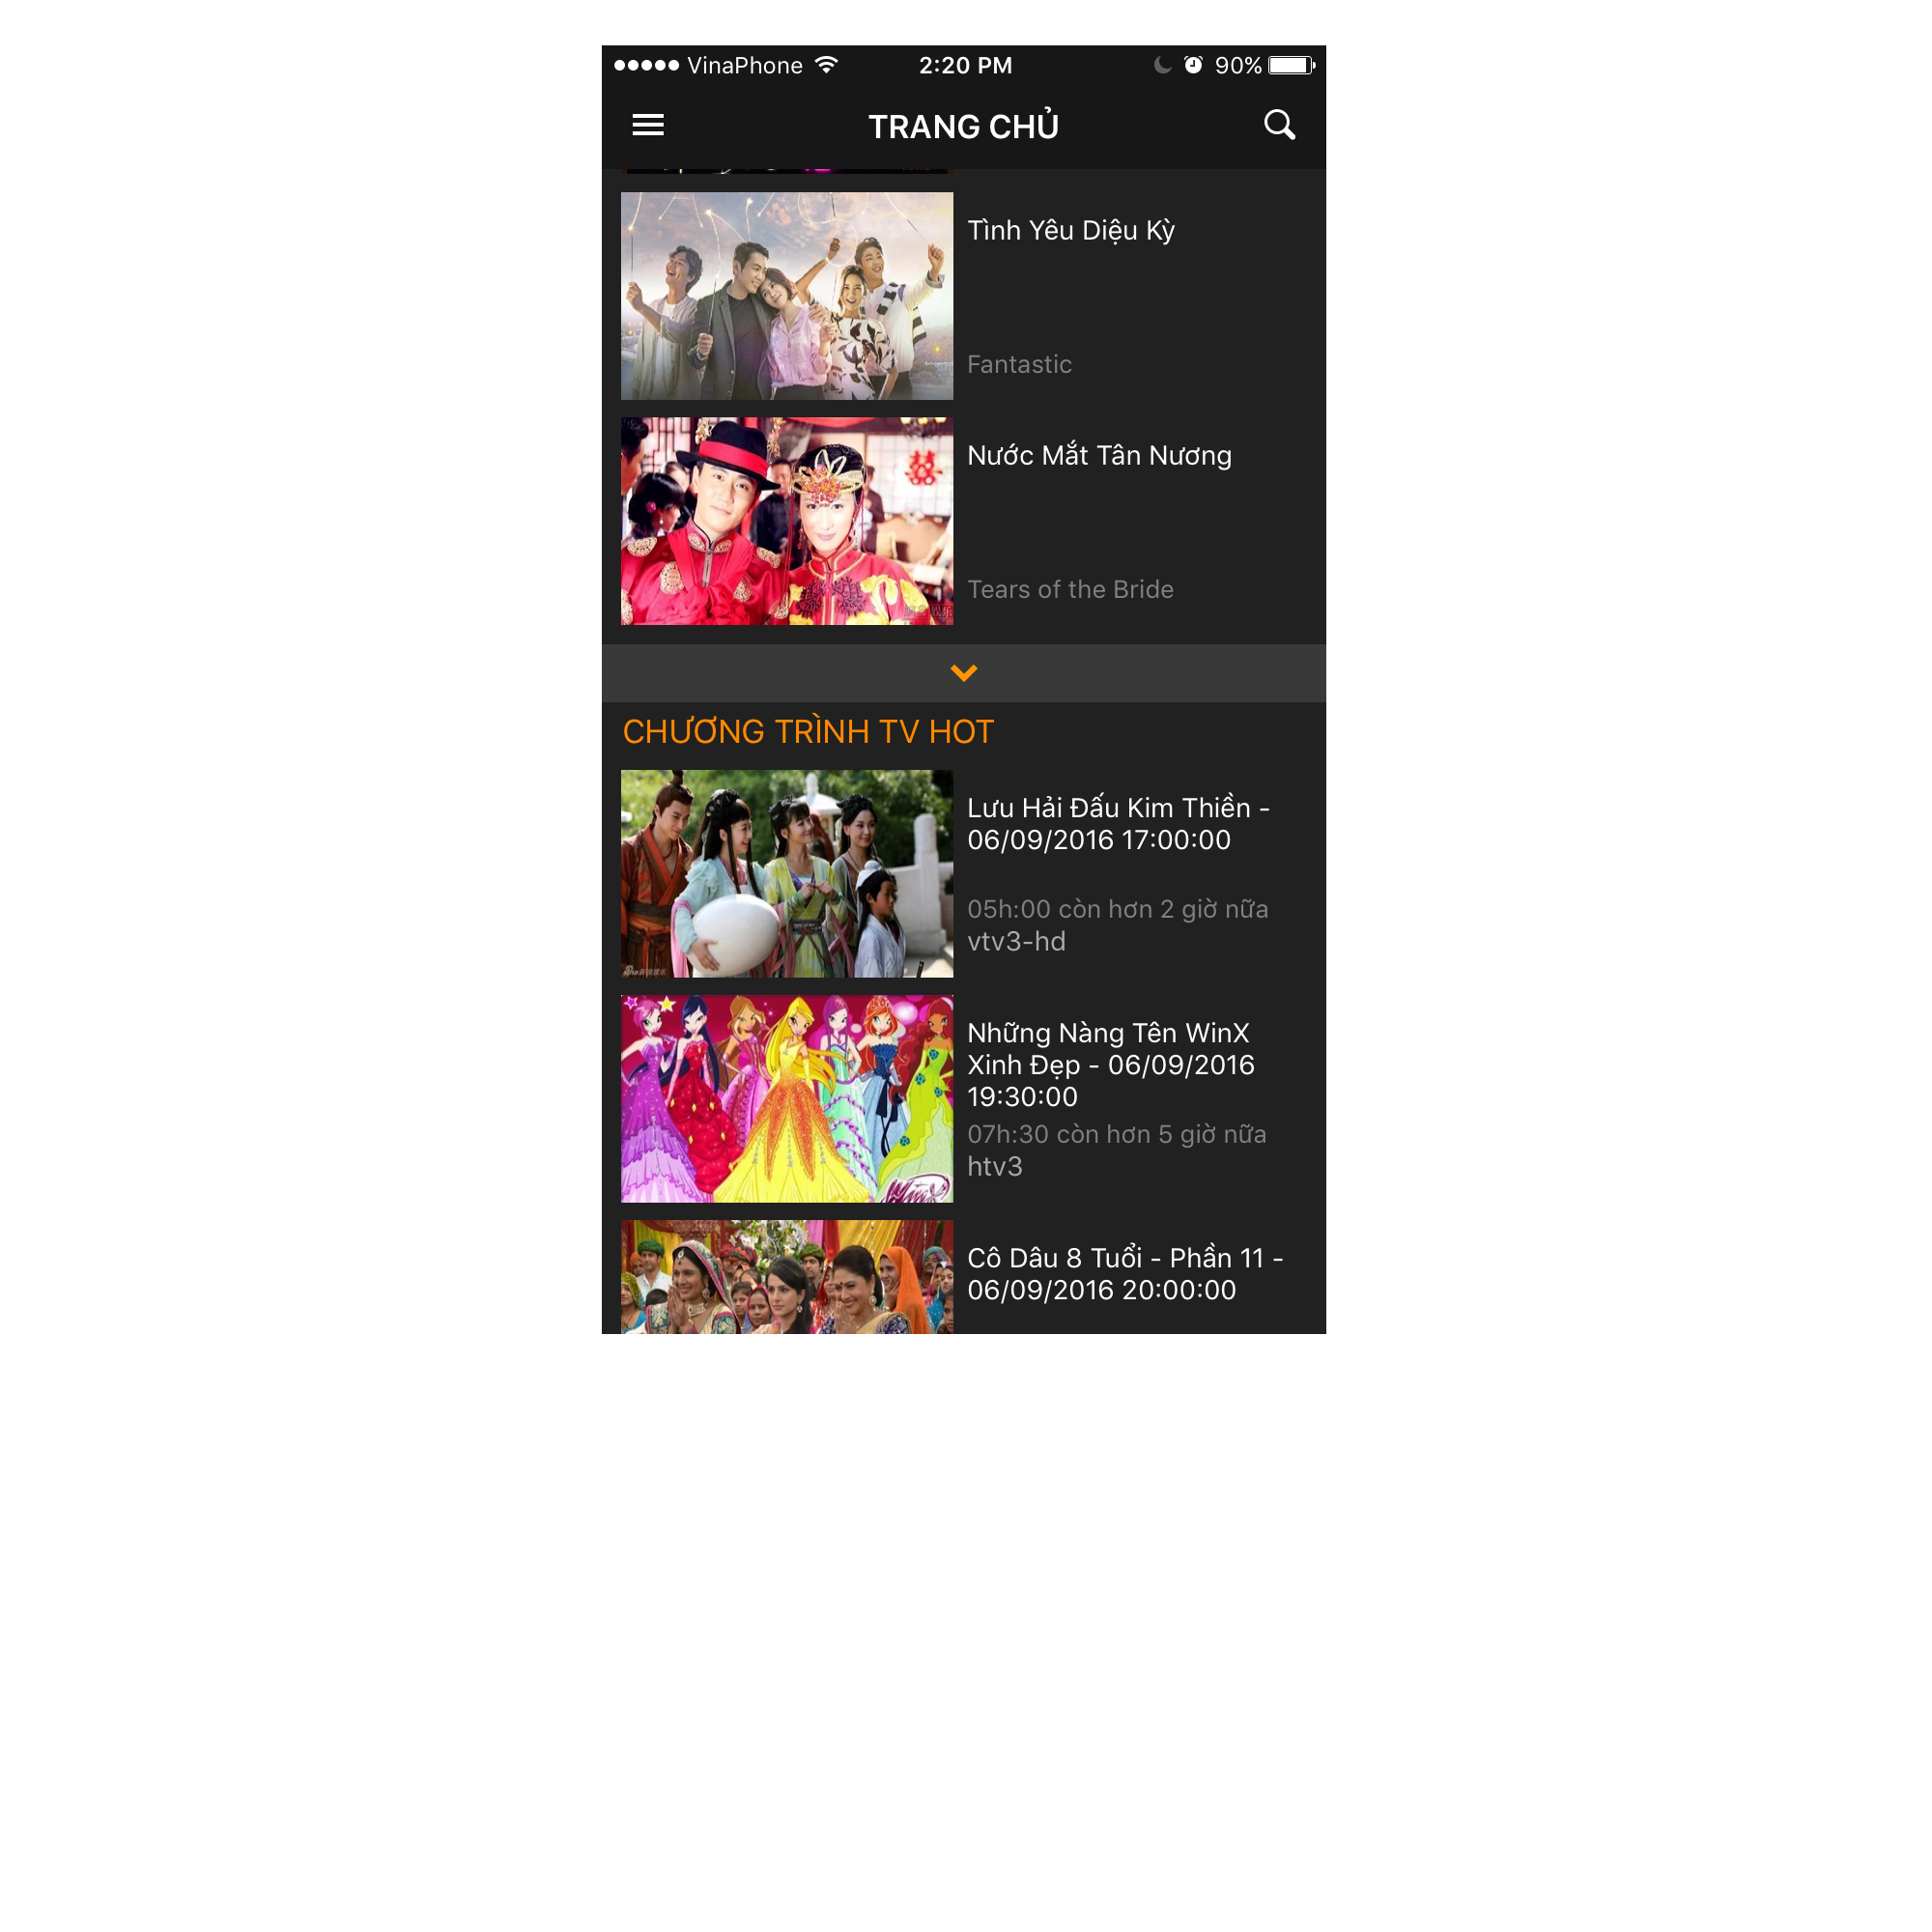 VinaPhone 2:20 PM 90%
TRANG CHỦ
Tình Yêu Diệu Kỳ
Fantastic
囍
Nước Mắt Tân Nương
Tears of the Bride
CHƯƠNG TRÌNH TV HOT
Lưu Hải Đấu Kim Thiền -
06/09/2016 17:00:00
05h:00 còn hơn 2 giờ nữa
vtv3-hd
Những Nàng Tên WinX
Xinh Đẹp - 06/09/2016
19:30:00
07h:30 còn hơn 5 giờ nữa
htv3
Winx
Cô Dâu 8 Tuổi - Phần 11 -
06/09/2016 20:00:00